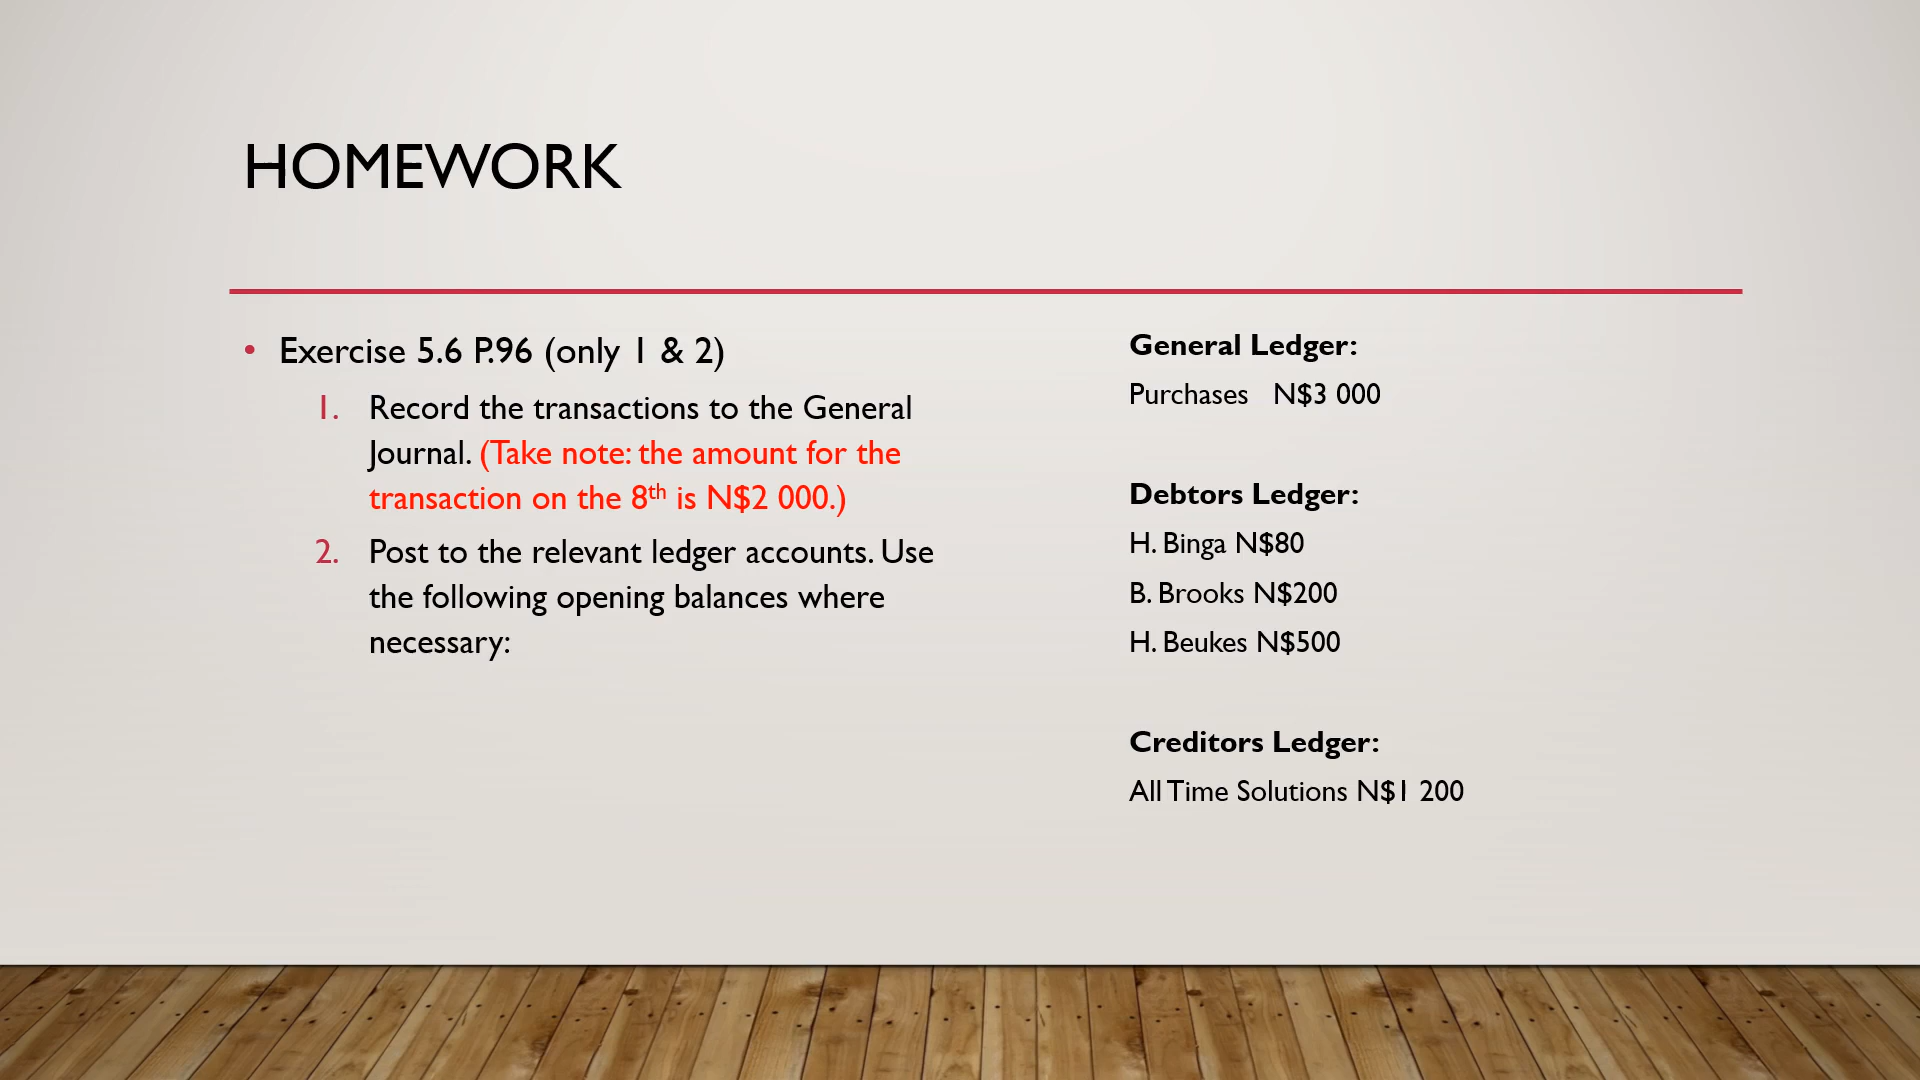 HOMEWORK
• Exercise 5.6 P.96 (only 1 & 2)
1. Record the transactions to the General
Journal. (Take note: the amount for the
transaction on the 8th is N$2 000.)
2. Post to the relevant ledger accounts. Use
the following opening balances where
necessary:
General Ledger:
Purchases N$3 000
Debtors Ledger:
H. Binga N$80
B. Brooks N$200
H. Beukes N$500
Creditors Ledger:
All Time Solutions N$1 200